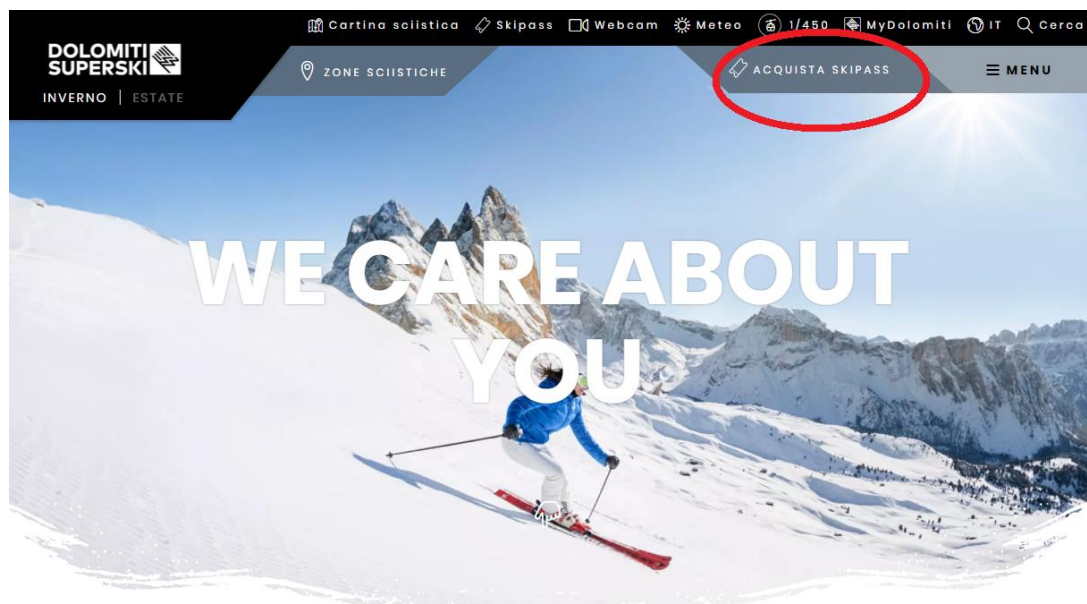 Cartina sciistica Skipass Webcam Meteo 1/450 MyDolomiti IT Cerca
DOLOMITI
SUPERSKI
INVERNO | ESTATE
ZONE SCIISTICHE
ACQUISTA SKIPASS
MENU
WE CARE ABOUT
YOU